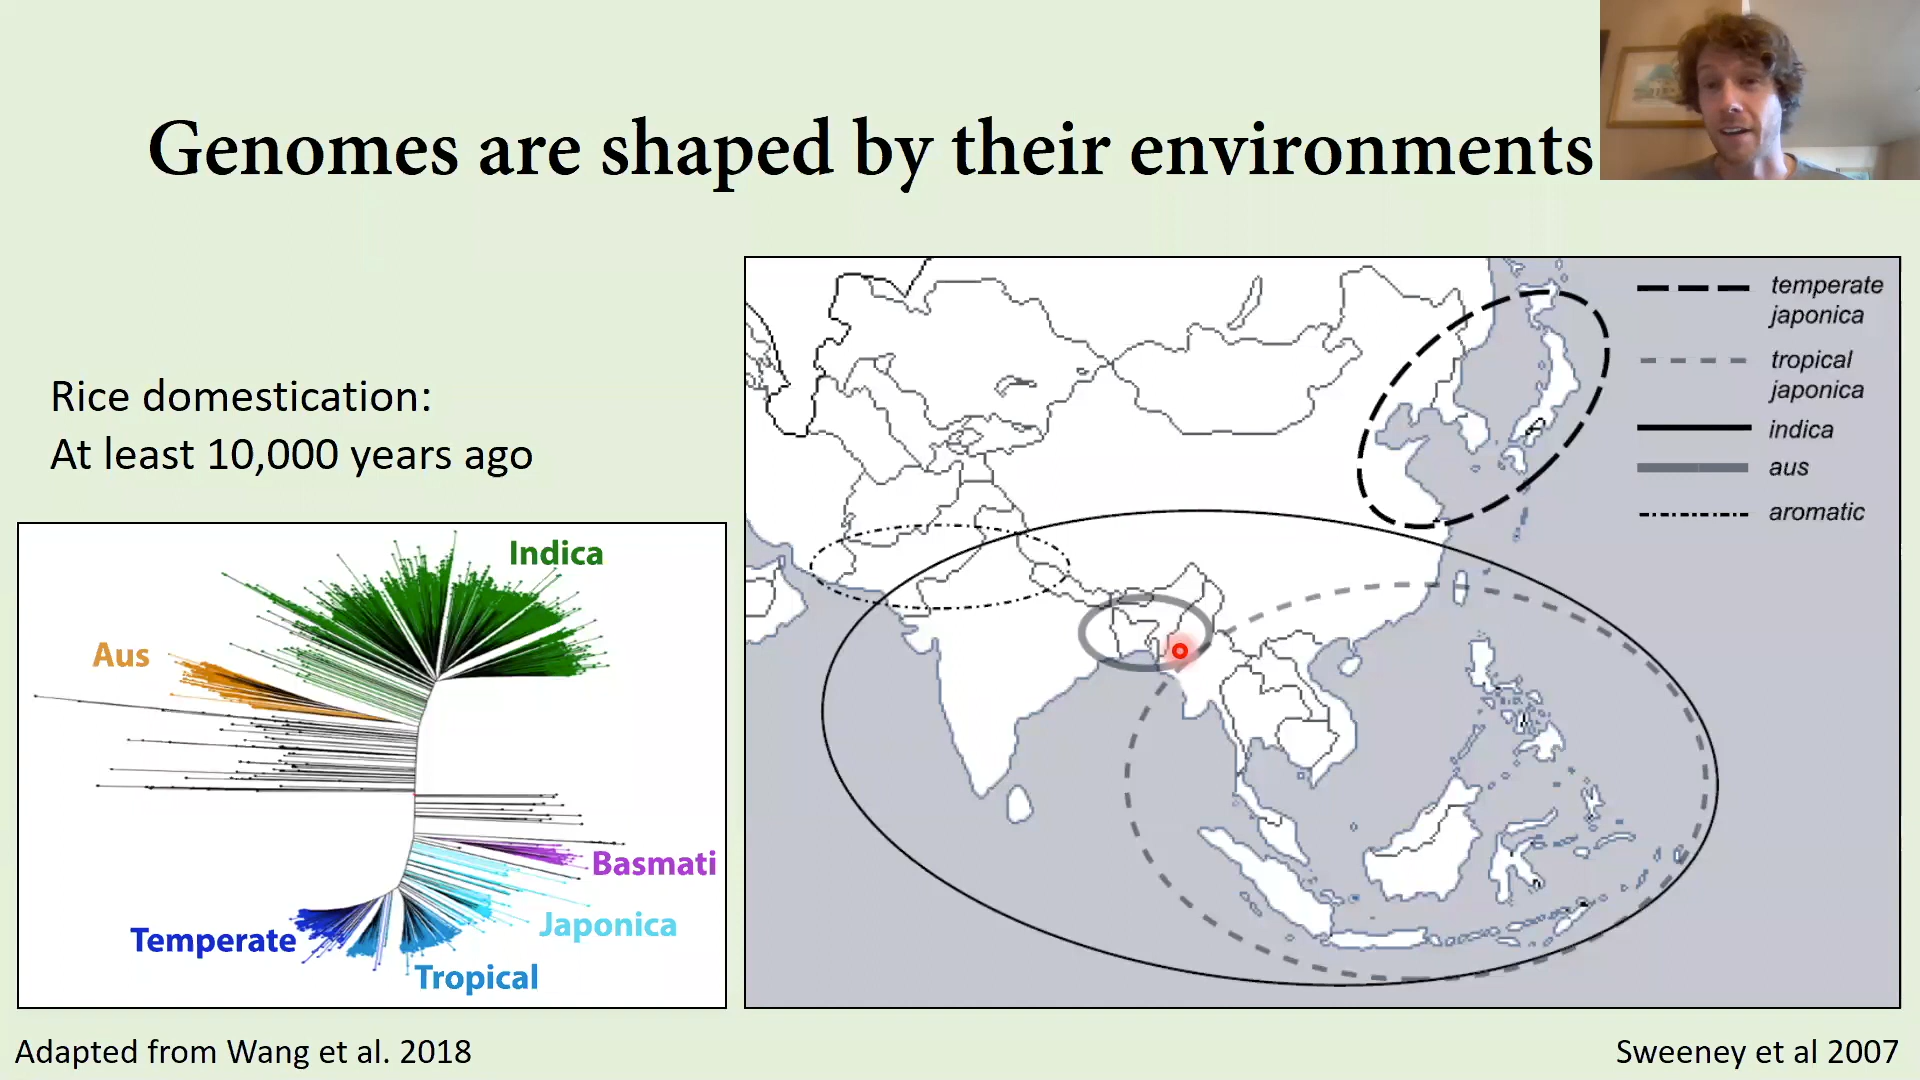 Genomes are shaped by their environments
Rice domestication:
At least 10,000 years ago
Indica
Aus
Basmati
Japonica
Temperate
Tropical
Adapted from Wang et al. 2018
temperate
japonica
tropical
japonica
indica
aus
aromatic
Sweeney et al 2007